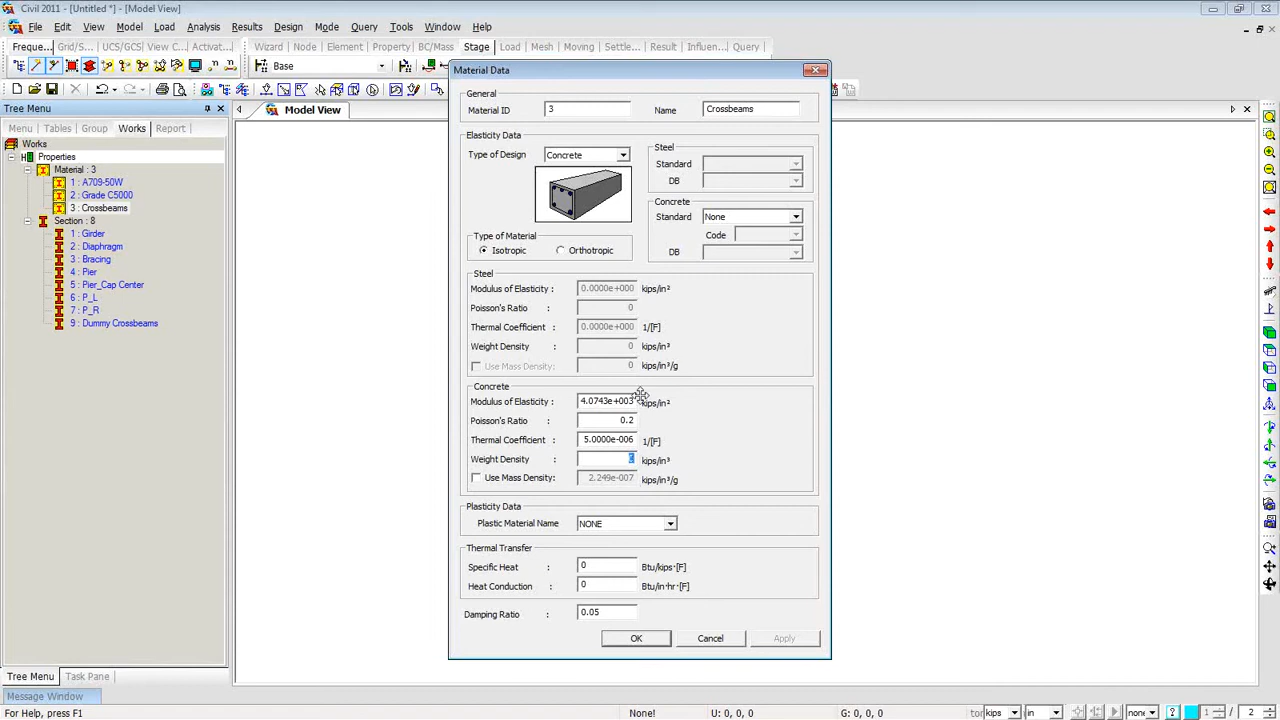 Civil 2011 - [Untitled *] - [Model View]
File Edit View Model Load Analysis Results Design Mode Query Tools Window Help
Freque... Grid/S... UCS/GCS View C... Activat... Wizard Node Element Property BC/Mass Stage Load Mesh Moving Settle... Result Influen... Query
Base
Tree Menu
Model View
Menu Tables Group Works Report
Works
Properties
Material : 3
1 : A709-50W
2 : Grade C5000
3 : Crossbeams
Section : 8
1 : Girder
2 : Diaphragm
3 : Bracing
4 : Pier
5 : Pier_Cap Center
6 : P_L
7 : P_R
9 : Dummy Crossbeams
Tree Menu Task Pane
Material Data
General
Material ID 3 Name Crossbeams
Elasticity Data
Type of Design Concrete
Steel
Standard
DB
Concrete
Standard None
Code
DB
Type of Material
Isotropic Orthotropic
Steel
Modulus of Elasticity : 0.0000e+000 kips/in²
Poisson's Ratio : 0
Thermal Coefficient : 0.0000e+000 1/[F]
Weight Density : 0 kips/in³
Use Mass Density: 0 kips/in³/g
Concrete
Modulus of Elasticity : 4.0743e+003 kips/in²
Poisson's Ratio : 0.2
Thermal Coefficient : 5.0000e-006 1/[F]
Weight Density : kips/in³
Use Mass Density: 2.249e-007 kips/in³/g
Plasticity Data
Plastic Material Name NONE
Thermal Transfer
Specific Heat : 0 Btu/kips·[F]
Heat Conduction : 0 Btu/in·hr·[F]
Damping Ratio : 0.05
OK Cancel Apply
Message Window
For Help, press F1 None! U: 0, 0, 0 G: 0, 0, 0 kips in none 1 / 2